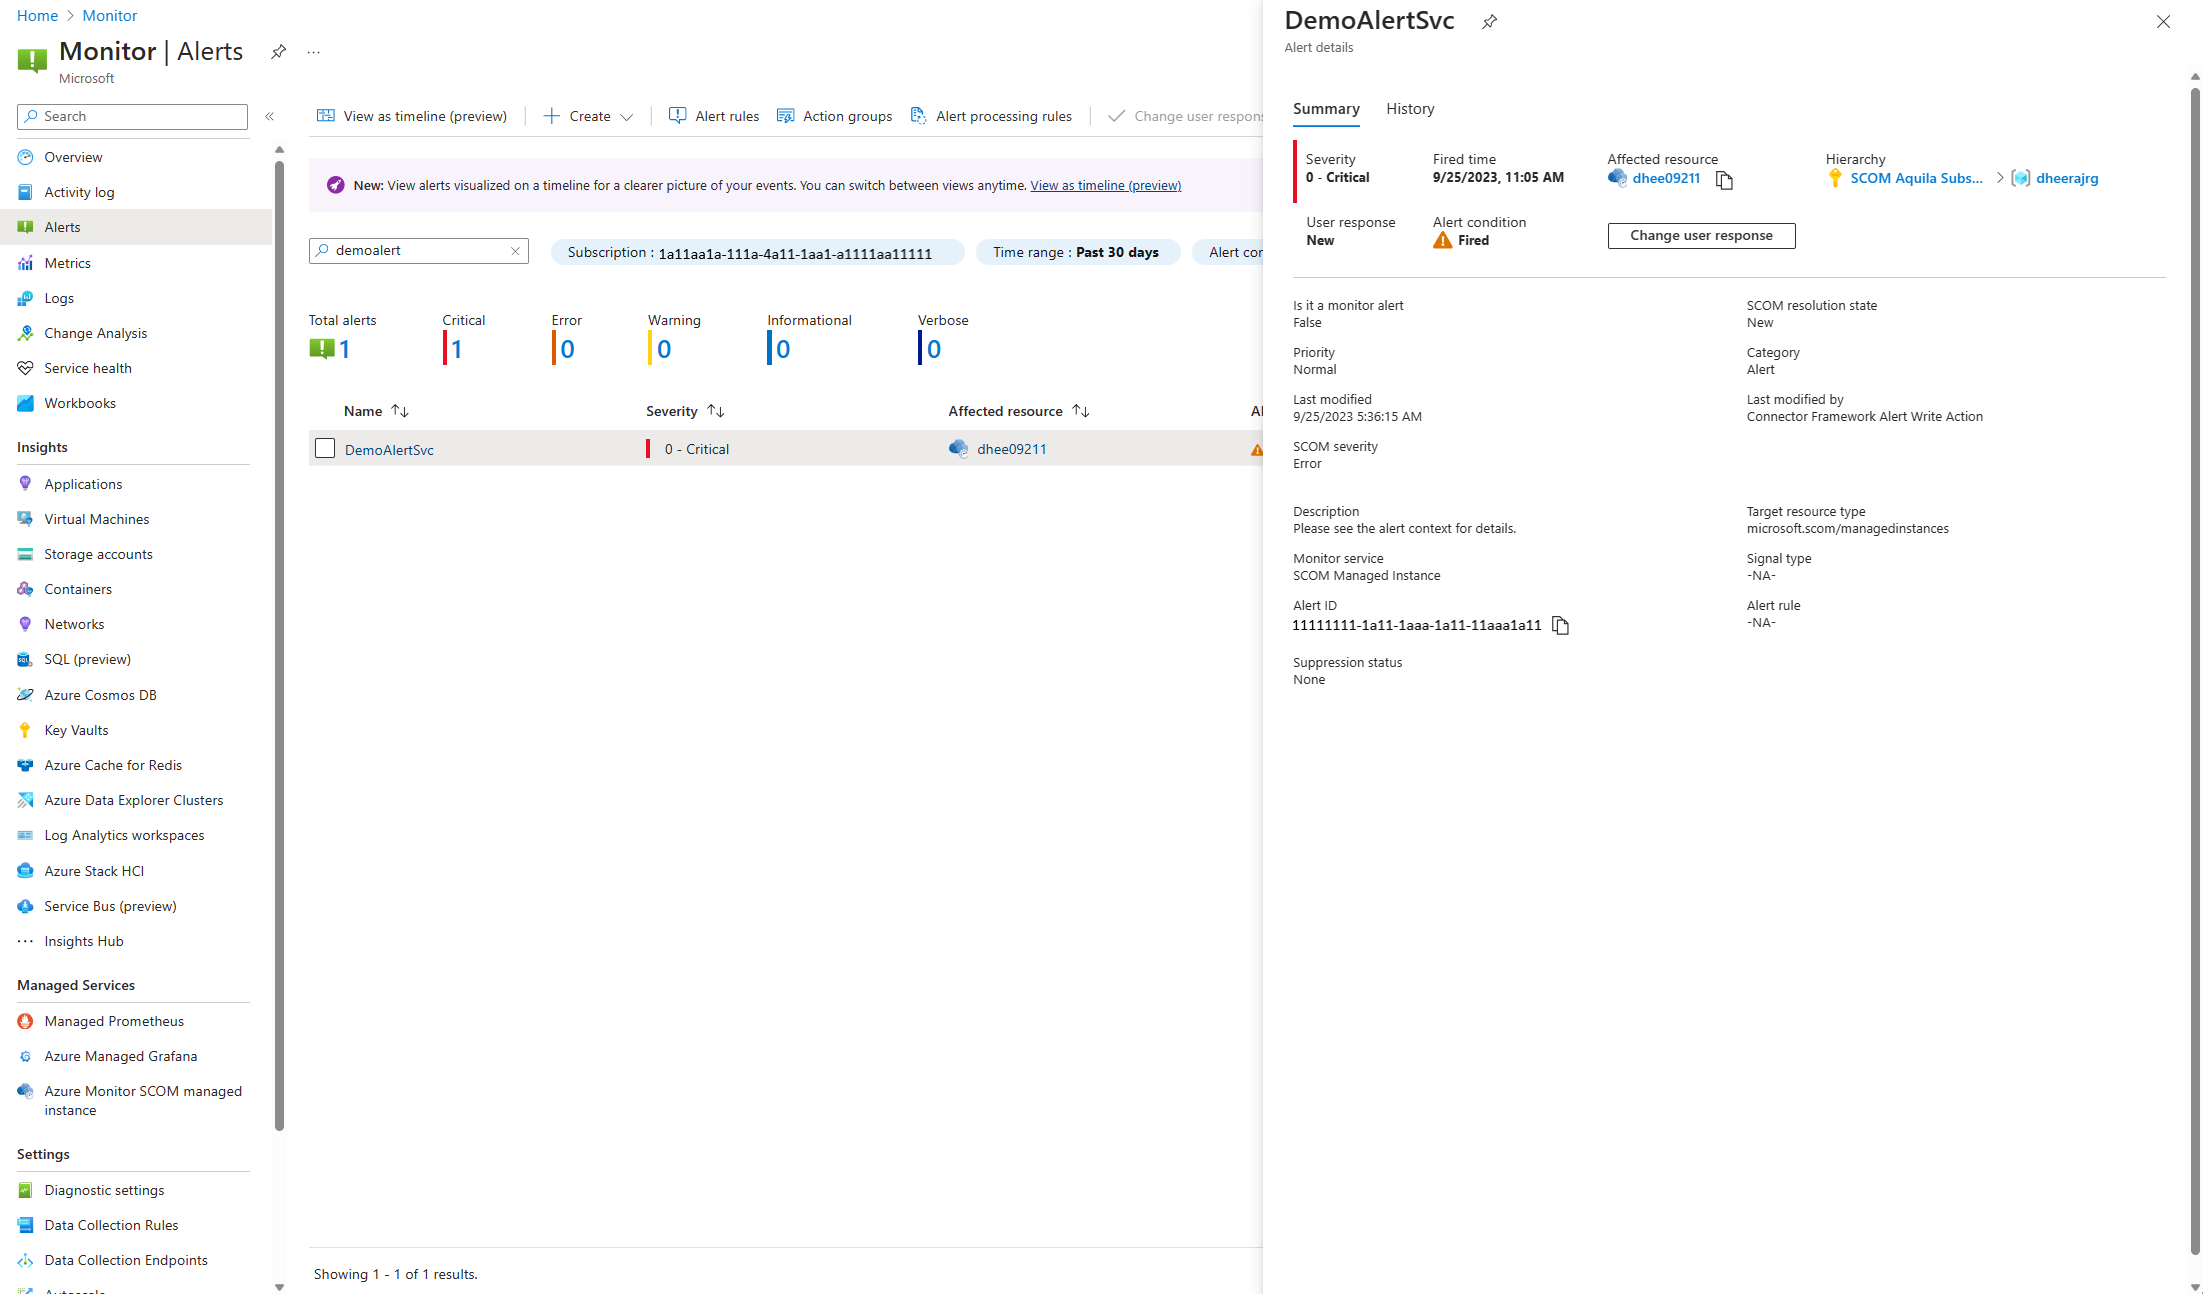 Home > Monitor
Monitor | Alerts
Microsoft
Search
Overview
Activity log
Alerts
Metrics
Logs
Change Analysis
Service health
Workbooks
Insights
Applications
Virtual Machines
Storage accounts
Containers
Networks
SQL (preview)
Azure Cosmos DB
Key Vaults
Azure Cache for Redis
Azure Data Explorer Clusters
Log Analytics workspaces
Azure Stack HCI
Service Bus (preview)
Insights Hub
Managed Services
Managed Prometheus
Azure Managed Grafana
Azure Monitor SCOM managed
instance
Settings
Diagnostic settings
Data Collection Rules
Data Collection Endpoints
View as timeline (preview) Create Alert rules Action groups Alert processing rules Change user respon
New: View alerts visualized on a timeline for a clearer picture of your events. You can switch between views anytime. View as timeline (preview)
demoalert Subscription : 1a11aa1a-111a-4a11-1aa1-a1111aa11111 Time range : Past 30 days Alert con
Total alerts Critical Error Warning Informational Verbose
1 1 0 0 0 0
Name Severity Affected resource Al
DemoAlertSvc 0 - Critical dhee09211
Showing 1 - 1 of 1 results.
DemoAlertSvc
Alert details
Summary History
Severity Fired time Affected resource Hierarchy
0 - Critical 9/25/2023, 11:05 AM dhee09211 SCOM Aquila Subs... > dheerajrg
User response Alert condition
New Fired Change user response
Is it a monitor alert SCOM resolution state
False New
Priority Category
Normal Alert
Last modified Last modified by
9/25/2023 5:36:15 AM Connector Framework Alert Write Action
SCOM severity
Error
Description Target resource type
Please see the alert context for details. microsoft.scom/managedinstances
Monitor service Signal type
SCOM Managed Instance -NA-
Alert ID Alert rule
11111111-1a11-1aaa-1a11-11aaa1a11 -NA-
Suppression status
None